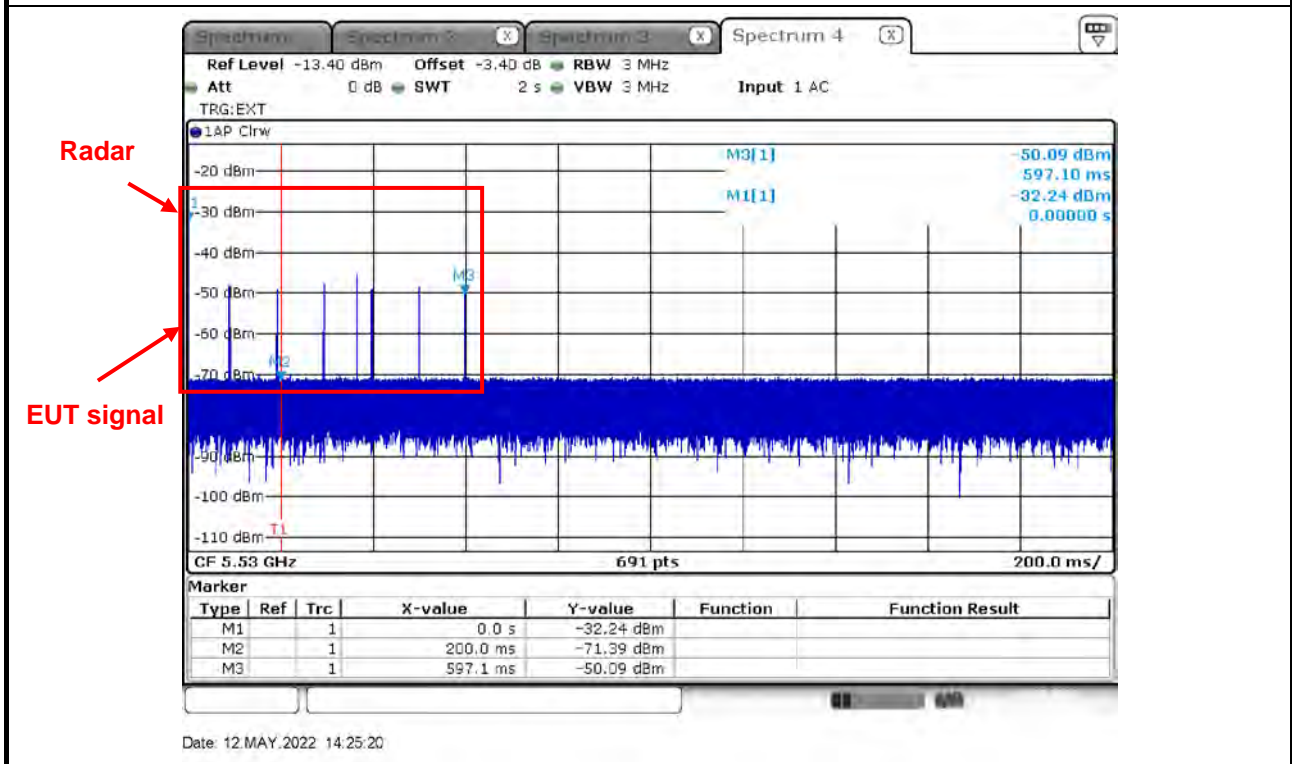 Spectrum 4
Ref Level -13.40 dBm Offset -3.40 dB RBW 3 MHz
Att 0 dB SWT 2 s VBW 3 MHz Input 1 AC
TRG:EXT
1AP Clrw
Radar
EUT signal
M3[1] -50.09 dBm
597.10 ms
M1[1] -32.24 dBm
0.00000 s
-20 dBm
-30 dBm
-40 dBm
M3
-50 dBm
-60 dBm
M2
-70 dBm
-90 dBm
-100 dBm
T1
-110 dBm
CF 5.53 GHz 691 pts 200.0 ms/
Marker
Type Ref Trc X-value Y-value Function Function Result
M1 1 0.0 s -32.24 dBm
M2 1 200.0 ms -71.39 dBm
M3 1 597.1 ms -50.09 dBm
Date: 12.MAY.2022 14:25:20